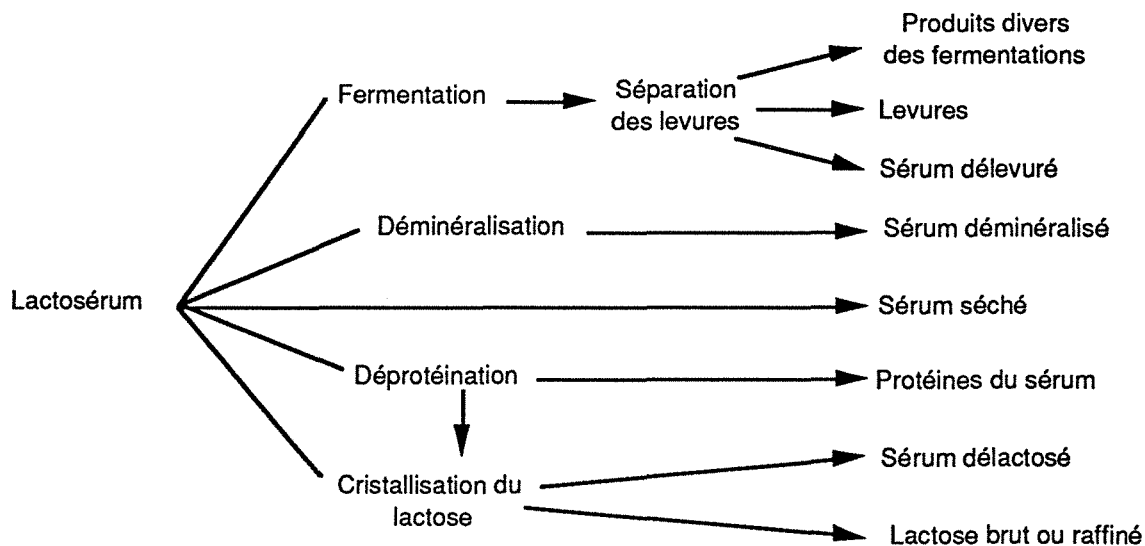 Produits divers
des fermentations
Fermentation
Séparation
des levures
Levures
Sérum délevuré
Déminéralisation
Sérum déminéralisé
Lactosérum
Sérum séché
Déprotéination
Protéines du sérum
Sérum délactosé
Cristallisation du
lactose
Lactose brut ou raffiné